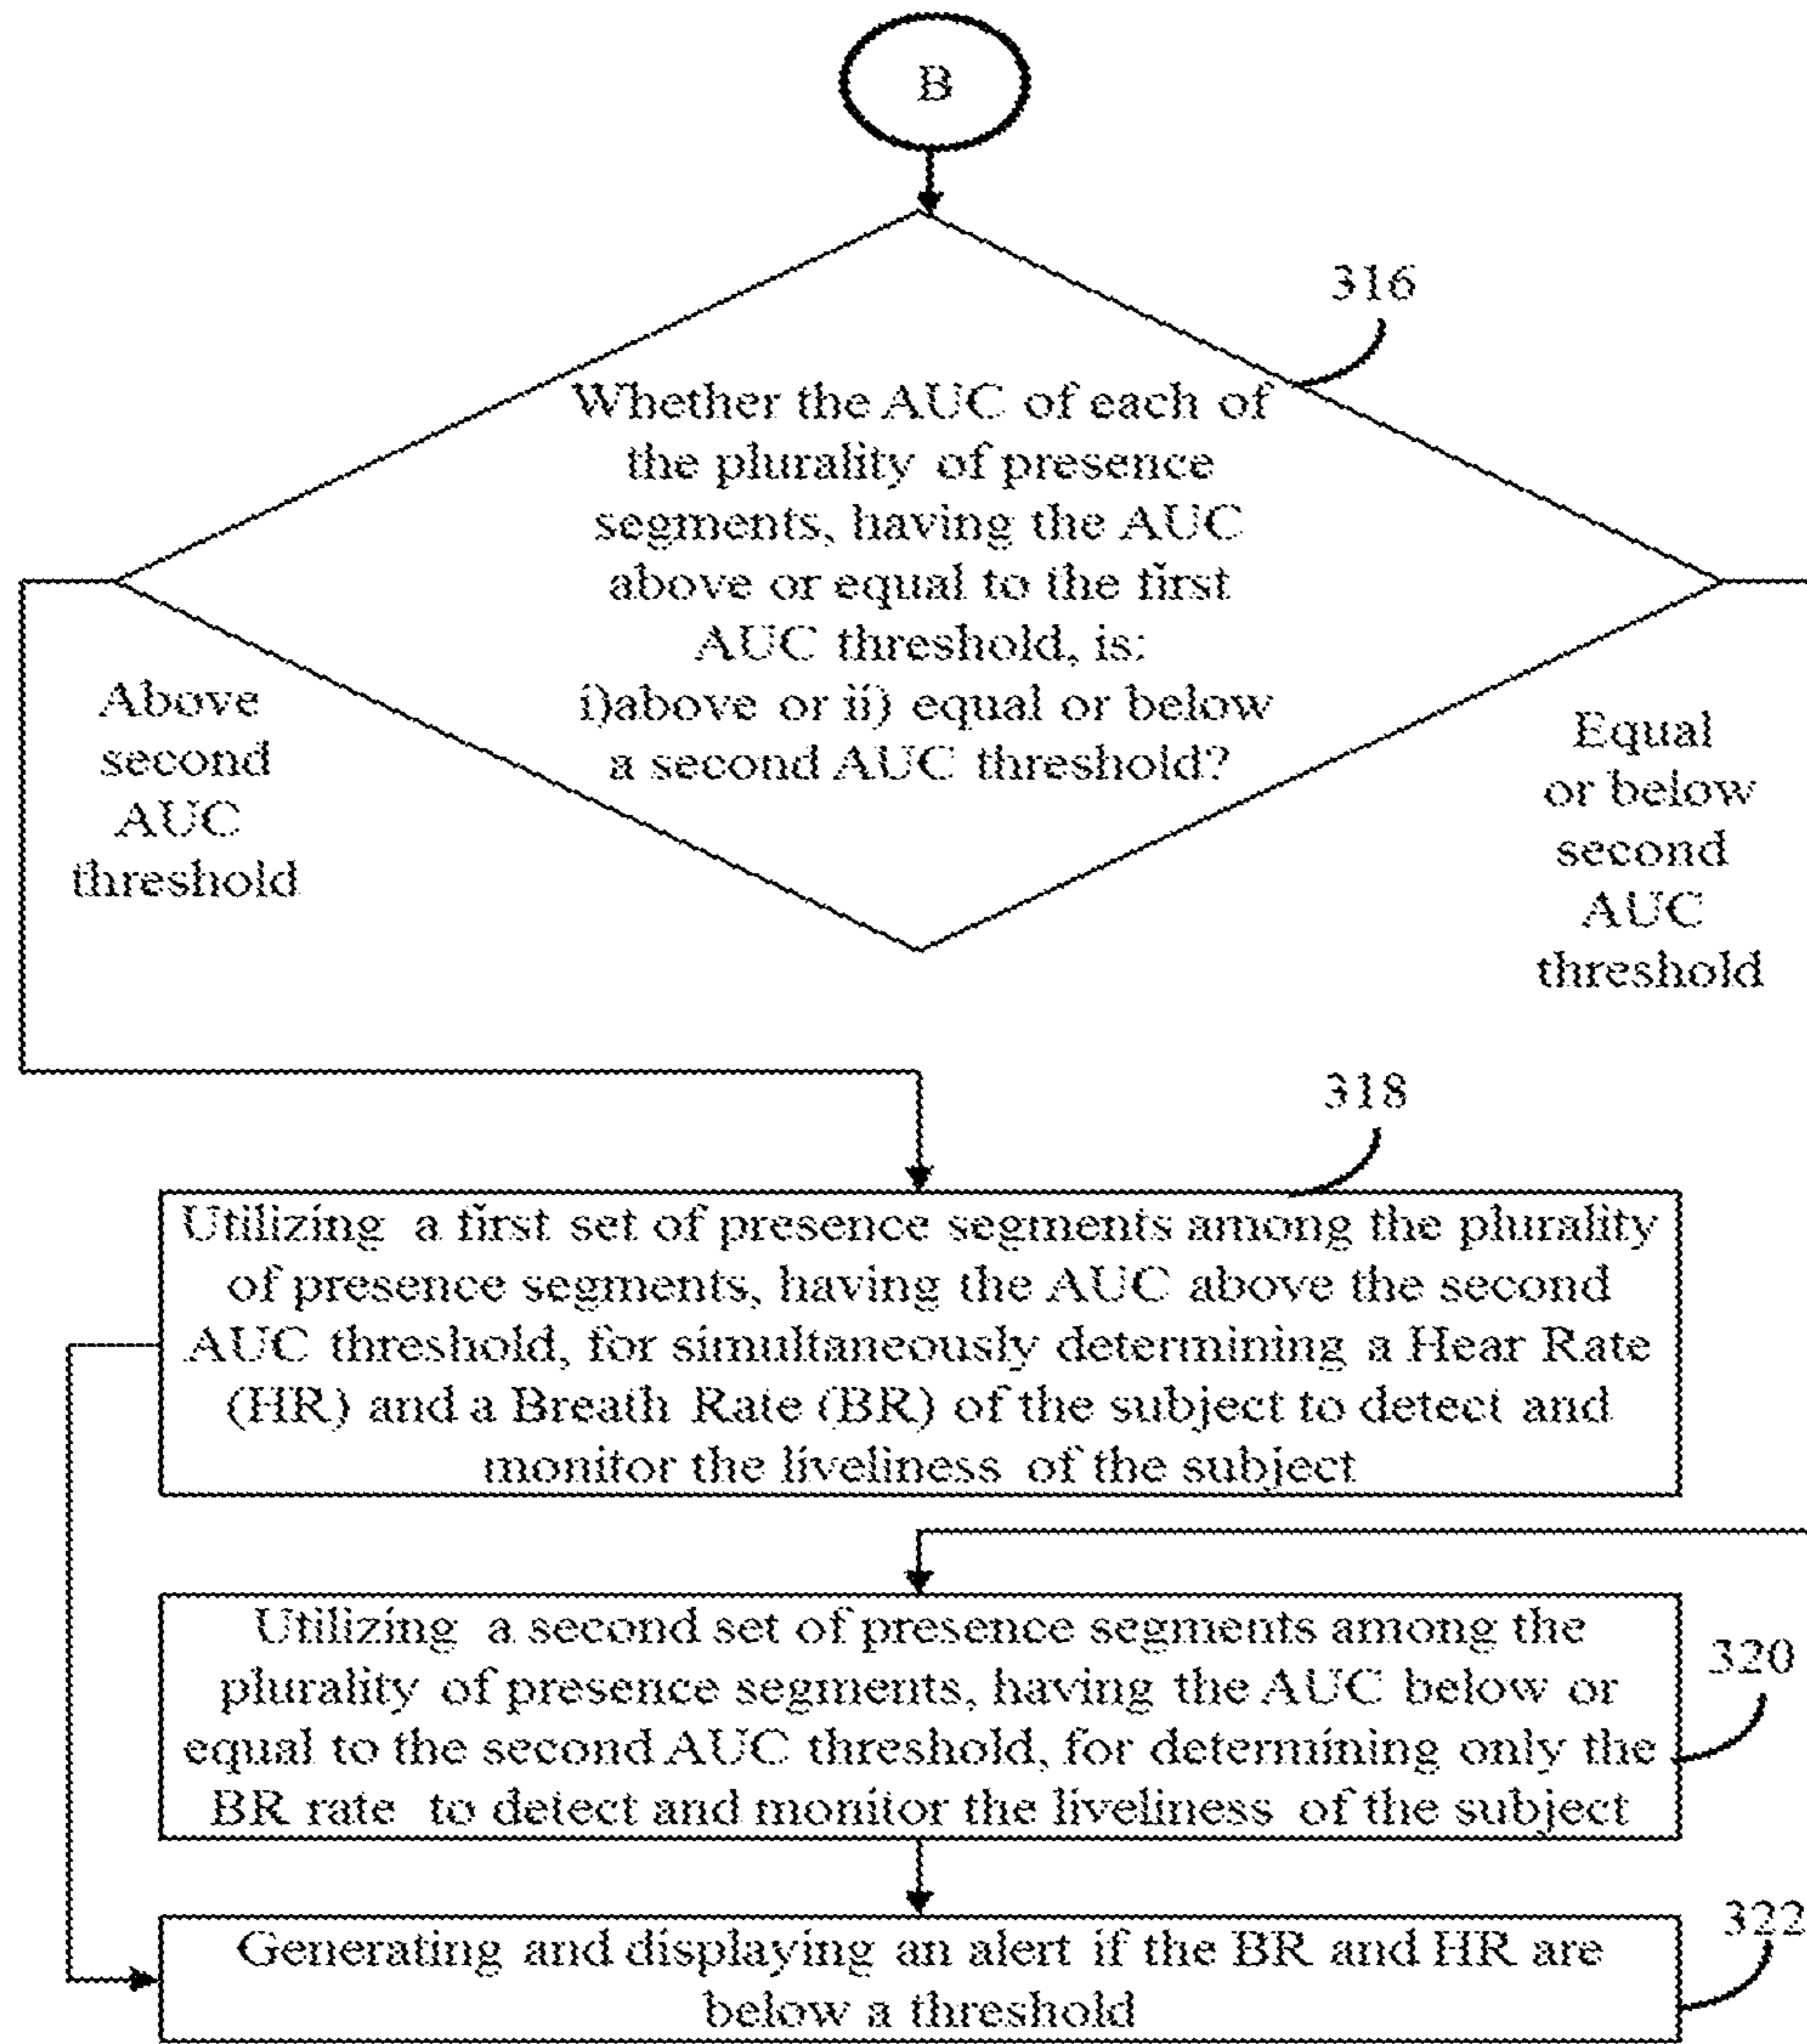 B
316
Whether the AUC of each of
the plurality of presence
segments, having the AUC
above or equal to the first
AUC threshold, is:
i)above or ii) equal or below
a second AUC threshold?
Above
second
AUC
threshold
Equal
or below
second
AUC
threshold
318
Utilizing a first set of presence segments among the plurality
of presence segments, having the AUC above the second
AUC threshold, for simultaneously determining a Hear Rate
(HR) and a Breath Rate (BR) of the subject to detect and
monitor the liveliness of the subject
Utilizing a second set of presence segments among the
plurality of presence segments, having the AUC below or
equal to the second AUC threshold, for determining only the
BR rate to detect and monitor the liveliness of the subject
320
Generating and displaying an alert if the BR and HR are
below a threshold
322